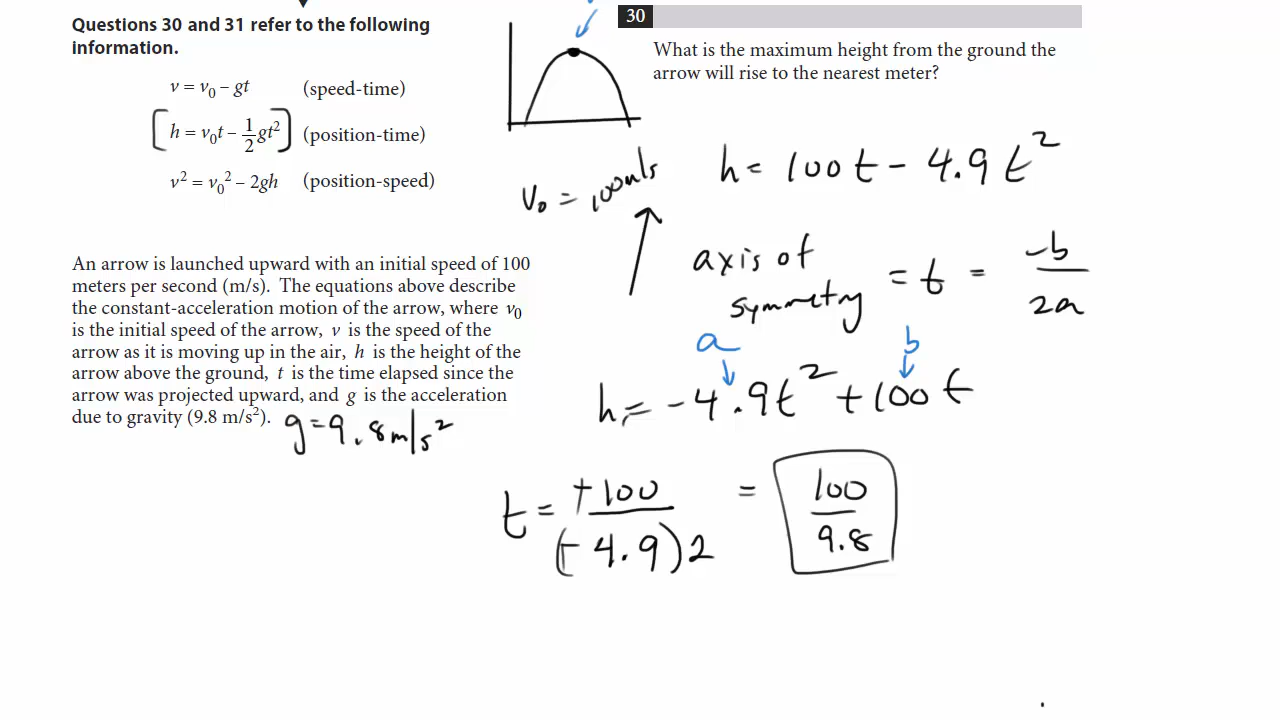 Questions 30 and 31 refer to the following
information.
v = v₀ – gt (speed-time)
[h = v₀t – 1/2 gt²] (position-time)
v² = v₀² – 2gh (position-speed)
An arrow is launched upward with an initial speed of 100
meters per second (m/s). The equations above describe
the constant-acceleration motion of the arrow, where v₀
is the initial speed of the arrow, v is the speed of the
arrow as it is moving up in the air, h is the height of the
arrow above the ground, t is the time elapsed since the
arrow was projected upward, and g is the acceleration
due to gravity (9.8 m/s²).
g=9.8m/s²
30
What is the maximum height from the ground the
arrow will rise to the nearest meter?
v₀ = 100m/s
h= 100t – 4.9t²
axis of
symmetry = t = -b/2a
a b
h= -4.9t² + 100t
t = +100/(-4.9)2 = 100/9.8